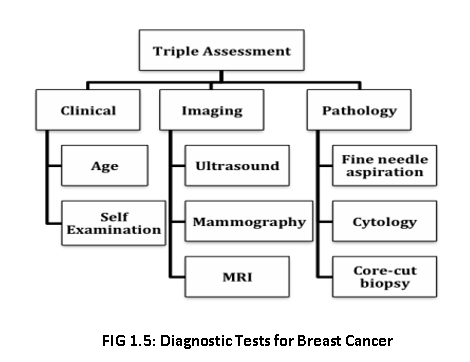 Triple Assessment
Clinical
Imaging
Pathology
Age
Ultrasound
Fine needle
aspiration
Self
Examination
Mammography
Cytology
MRI
Core-cut
biopsy
FIG 1.5: Diagnostic Tests for Breast Cancer